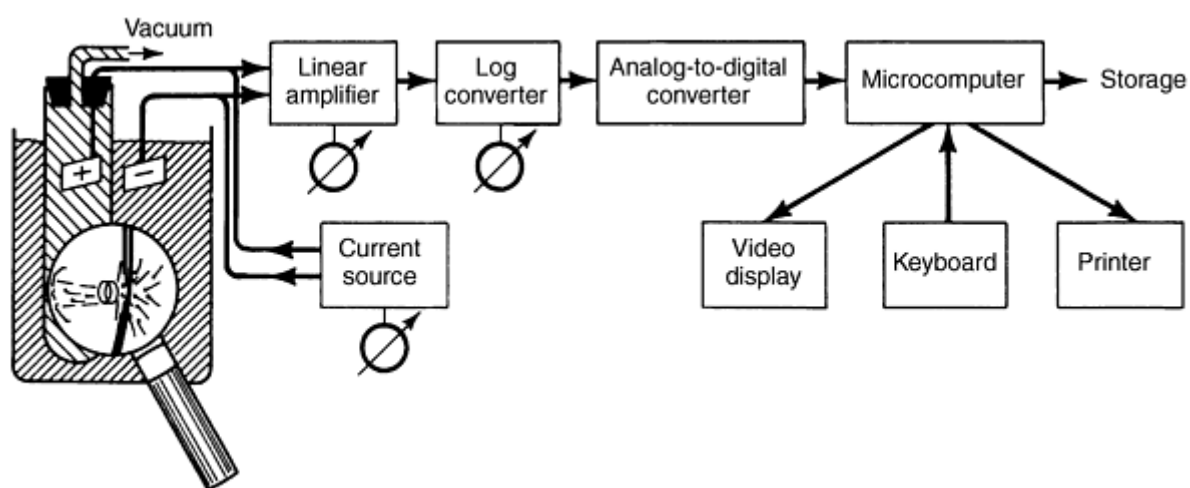 Vacuum
Linear
amplifier
Log
converter
Analog-to-digital
converter
Microcomputer
Storage
+
−
Current
source
Video
display
Keyboard
Printer